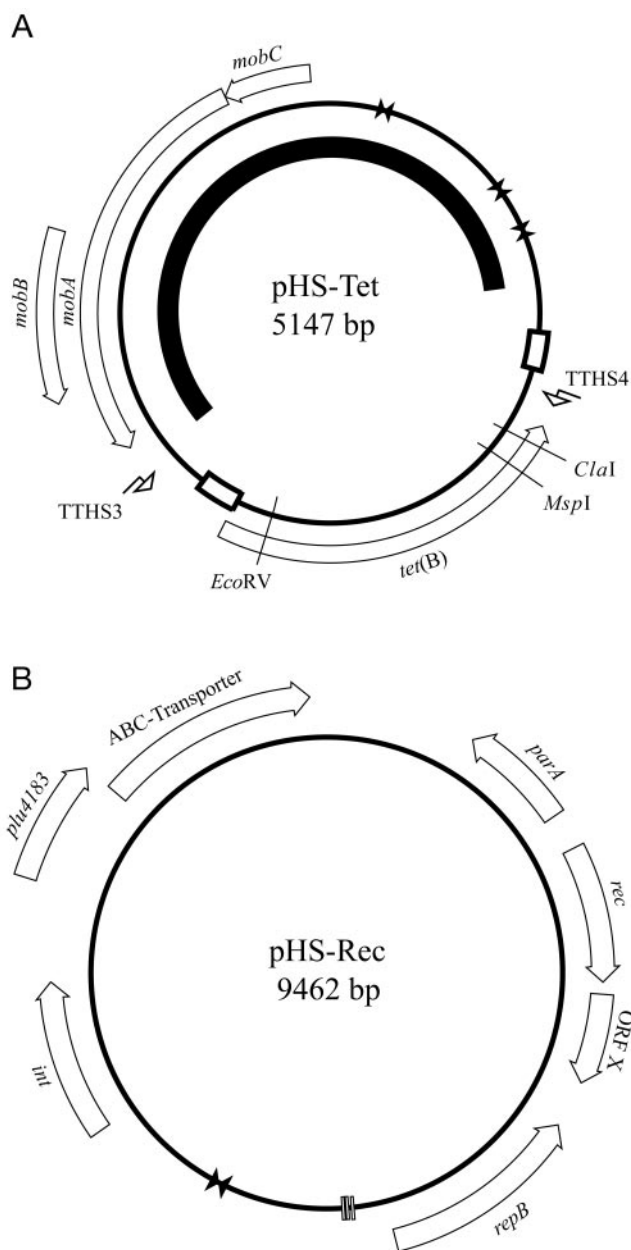 A
mobC
mobB
mobA
pHS-Tet
5147 bp
TTHS4
ClaI
MspI
TTHS3
EcoRV
tet(B)
B
ABC-Transporter
plu4183
parA
rec
pHS-Rec
9462 bp
ORF X
int
repB